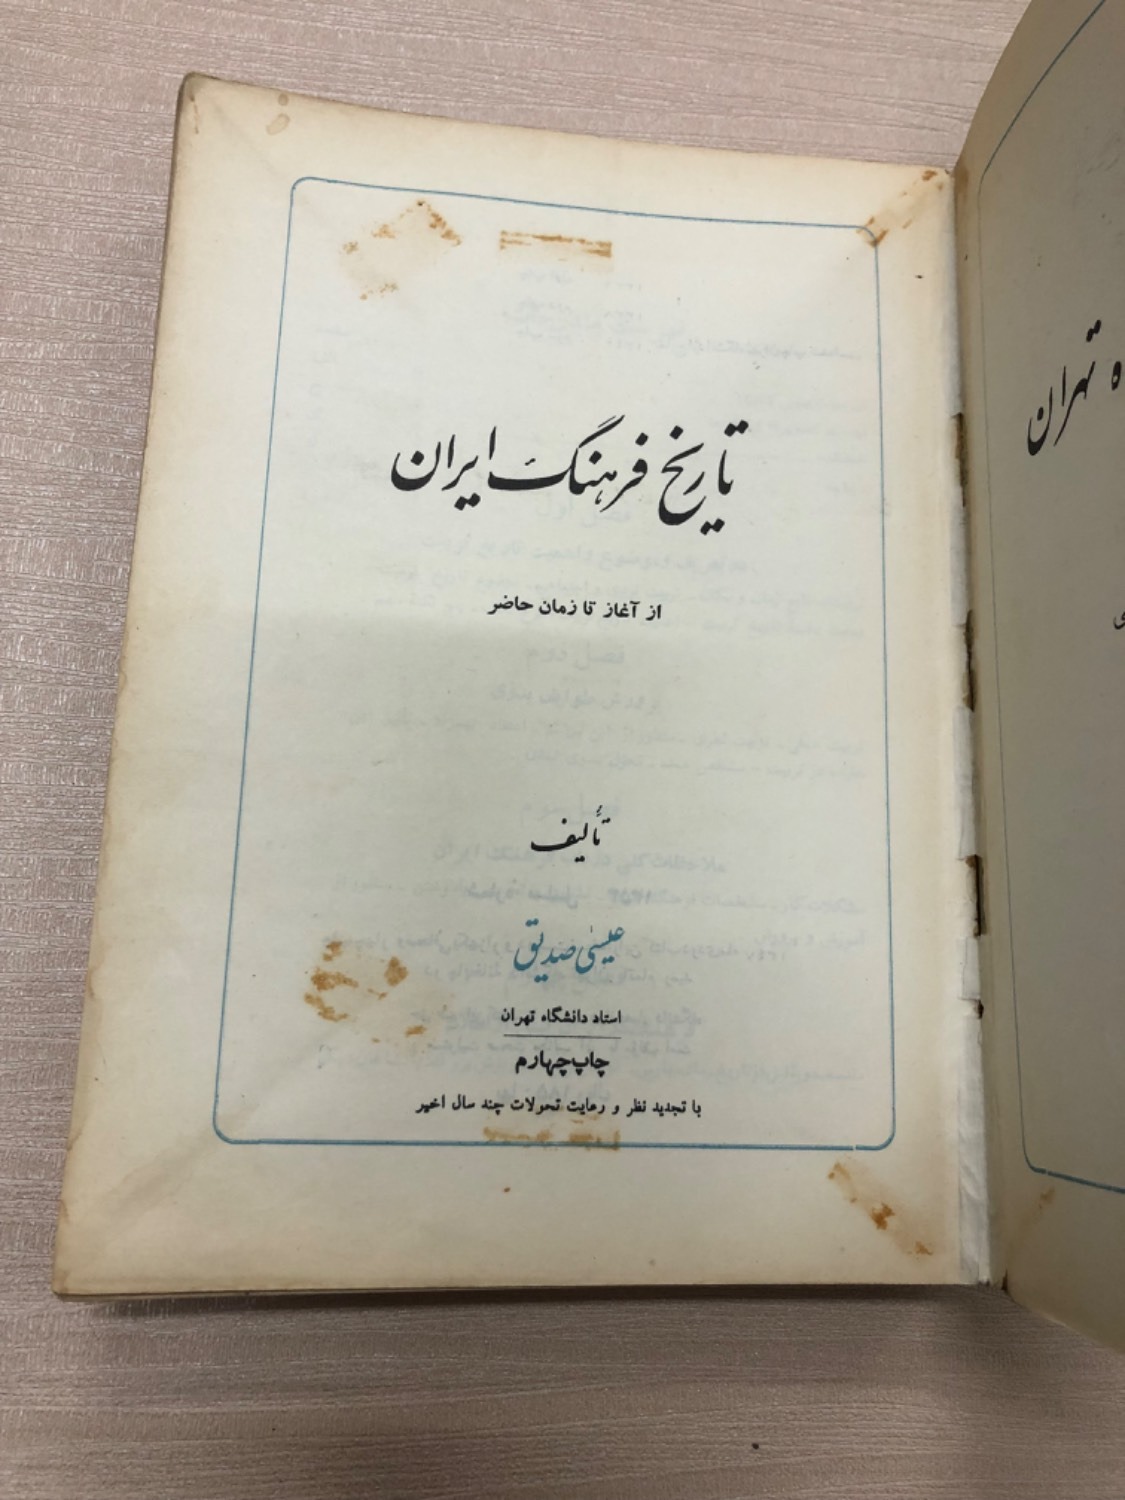 تاریخ فرهنگ ایران
از آغاز تا زمان حاضر
تألیف
عیسی صدیق
استاد دانشگاه تهران
چاپ چهارم
با تجدید نظر و رعایت تحولات چند سال اخیر
تهران